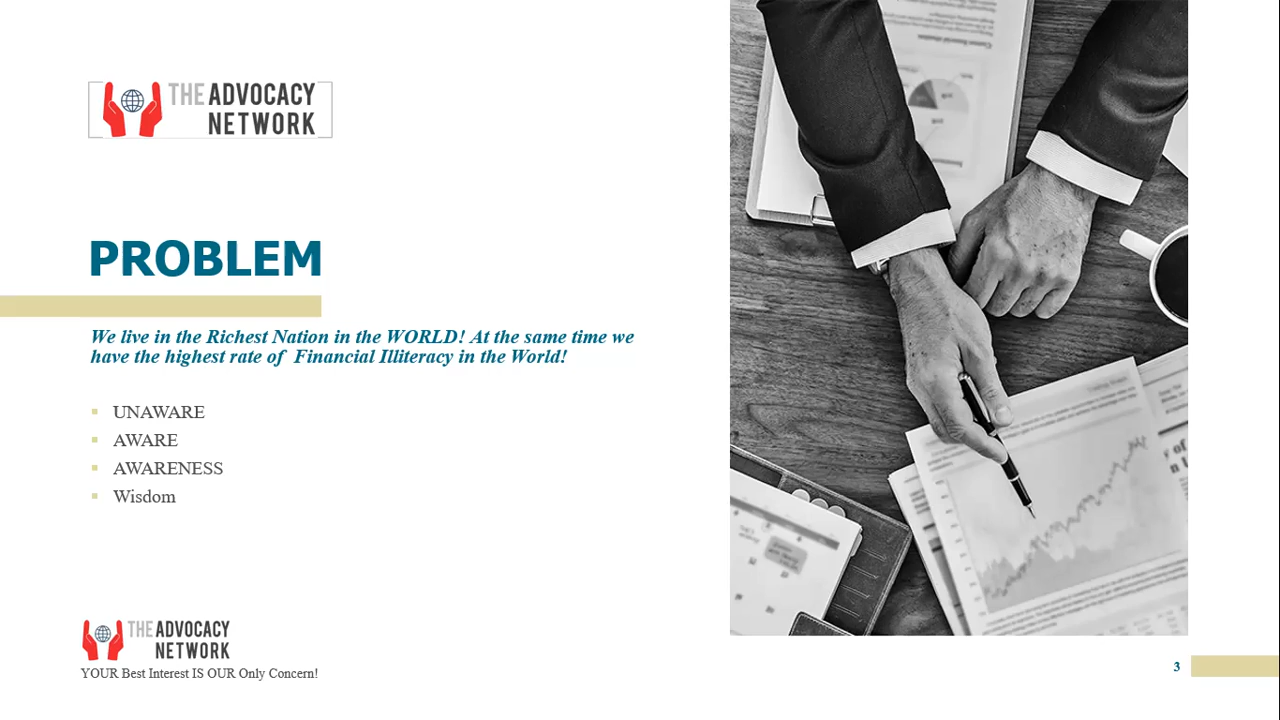 THE ADVOCACY
NETWORK
PROBLEM
We live in the Richest Nation in the WORLD! At the same time we
have the highest rate of Financial Illiteracy in the World!
UNAWARE
AWARE
AWARENESS
Wisdom
THE ADVOCACY
NETWORK
YOUR Best Interest IS OUR Only Concern!
3